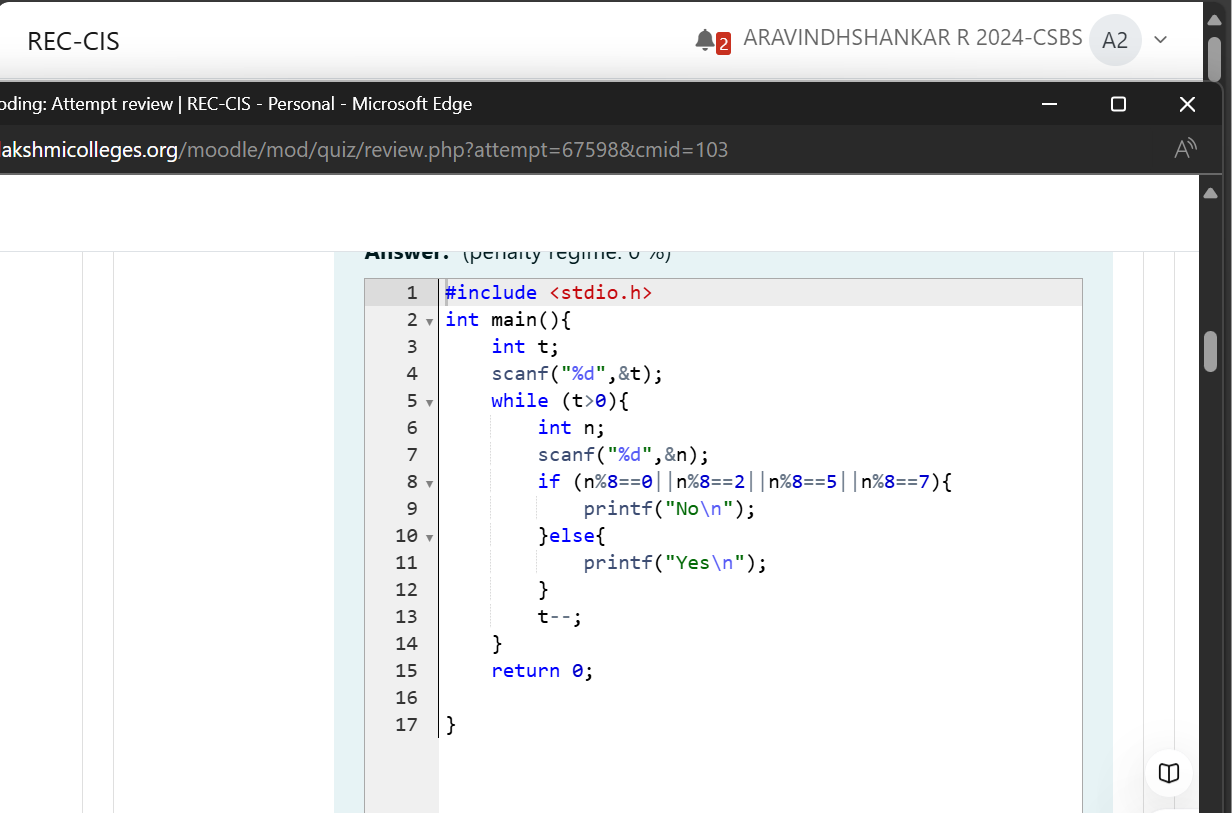 REC-CIS
2 ARAVINDHSHANKAR R 2024-CSBS A2
oding: Attempt review | REC-CIS - Personal - Microsoft Edge
akshmicolleges.org/moodle/mod/quiz/review.php?attempt=67598&cmid=103
Answer: (penalty regime: 0 %)
1 #include <stdio.h>
2 int main(){
3     int t;
4     scanf("%d",&t);
5     while (t>0){
6         int n;
7         scanf("%d",&n);
8         if (n%8==0||n%8==2||n%8==5||n%8==7){
9             printf("No\n");
10         }else{
11             printf("Yes\n");
12         }
13         t--;
14     }
15     return 0;
16
17 }